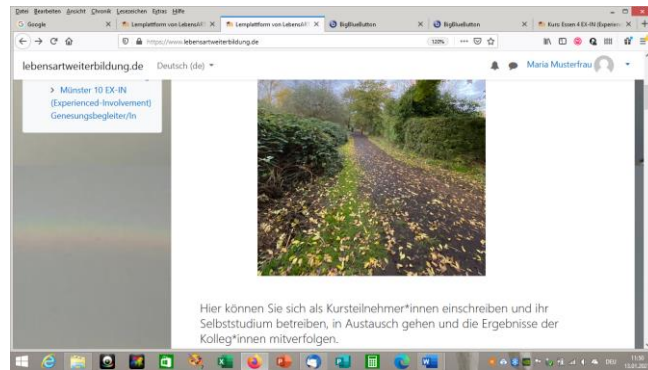 Datei Bearbeiten Ansicht Chronik Lesezeichen Extras Hilfe
Google
Lernplattform von LebensART
Lernplattform von LebensART
BigBlueButton
BigBlueButton
Kurs: Essen 4 EX-IN (Experien
https://www.lebensartweiterbildung.de
120%
lebensartweiterbildung.de Deutsch (de)
Maria Musterfrau
Münster 10 EX-IN
(Experienced-Involvement)
Genesungsbegleiter/In
Hier können Sie sich als Kursteilnehmer*innen einschreiben und ihr
Selbststudium betreiben, in Austausch gehen und die Ergebnisse der
Kolleg*innen mitverfolgen.
DEU
11:50